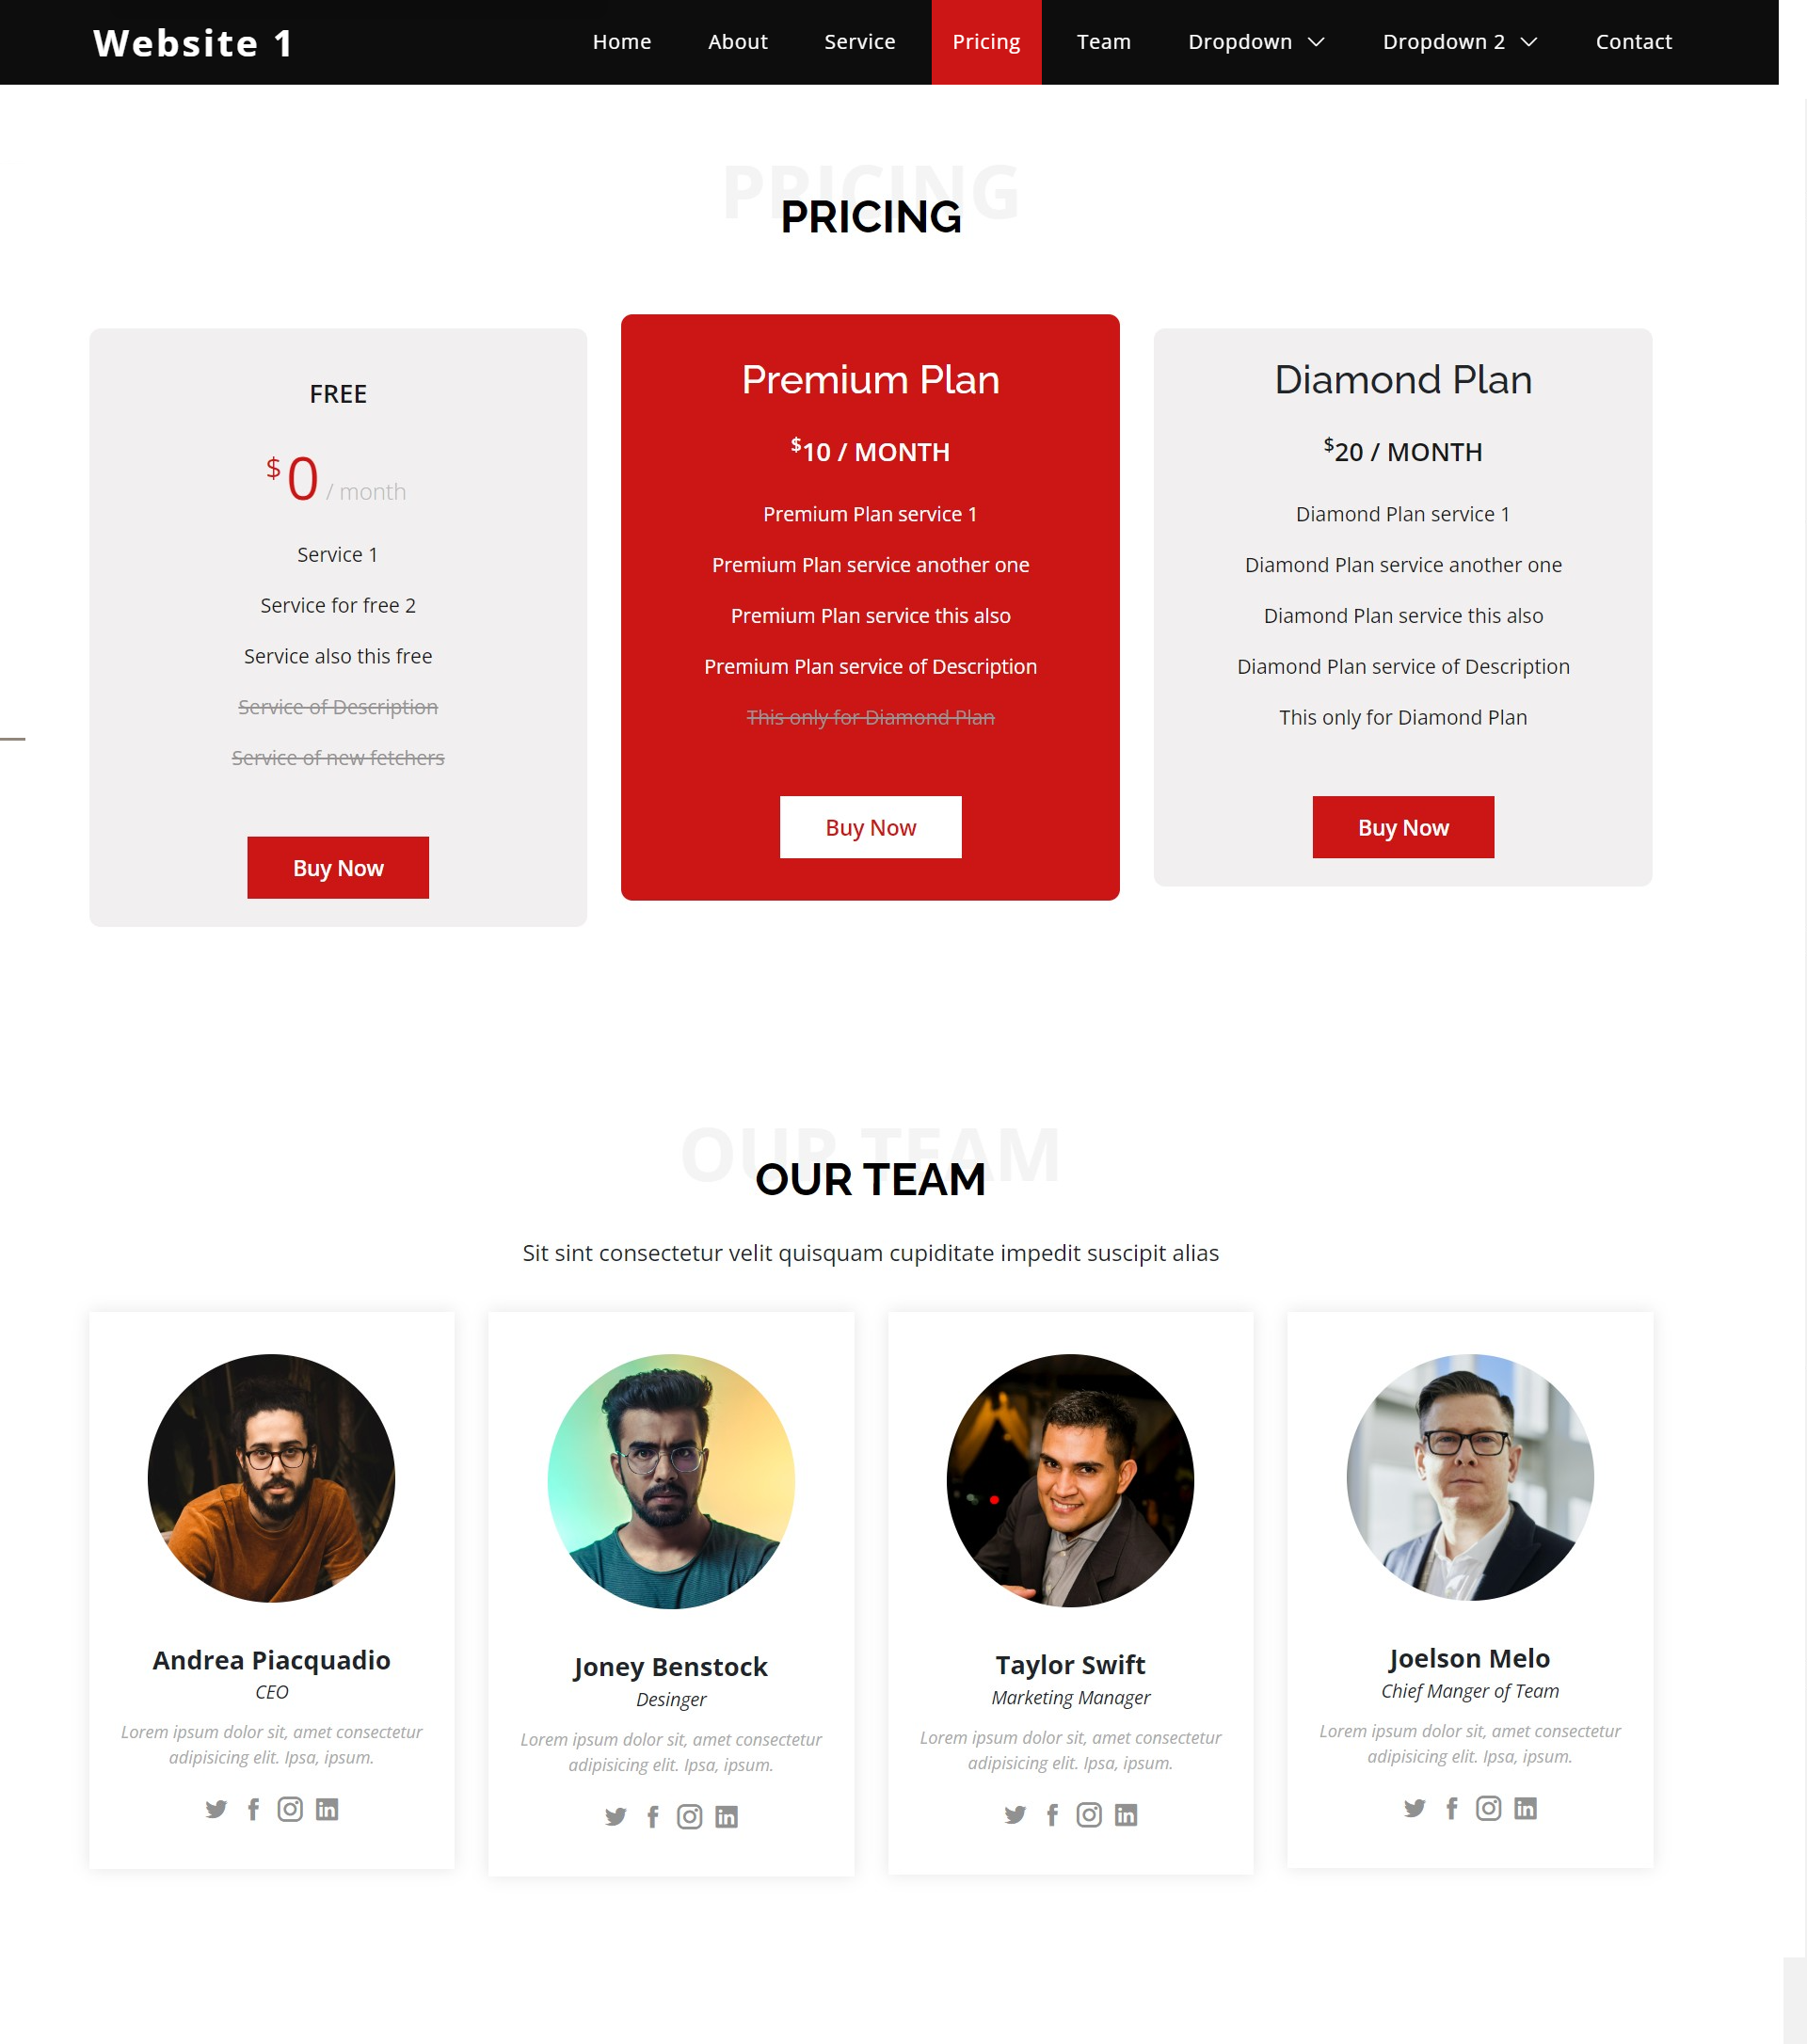 Website 1
Home About Service Pricing Team Dropdown Dropdown 2 Contact
PRICING
PRICING
FREE
$0 / month
Service 1
Service for free 2
Service also this free
Service of Description
Service of new fetchers
Buy Now
Premium Plan
$10 / MONTH
Premium Plan service 1
Premium Plan service another one
Premium Plan service this also
Premium Plan service of Description
This only for Diamond Plan
Buy Now
Diamond Plan
$20 / MONTH
Diamond Plan service 1
Diamond Plan service another one
Diamond Plan service this also
Diamond Plan service of Description
This only for Diamond Plan
Buy Now
OUR TEAM
OUR TEAM
Sit sint consectetur velit quisquam cupiditate impedit suscipit alias
Andrea Piacquadio
CEO
Lorem ipsum dolor sit, amet consectetur
adipisicing elit. Ipsa, ipsum.
Joney Benstock
Desinger
Lorem ipsum dolor sit, amet consectetur
adipisicing elit. Ipsa, ipsum.
Taylor Swift
Marketing Manager
Lorem ipsum dolor sit, amet consectetur
adipisicing elit. Ipsa, ipsum.
Joelson Melo
Chief Manger of Team
Lorem ipsum dolor sit, amet consectetur
adipisicing elit. Ipsa, ipsum.